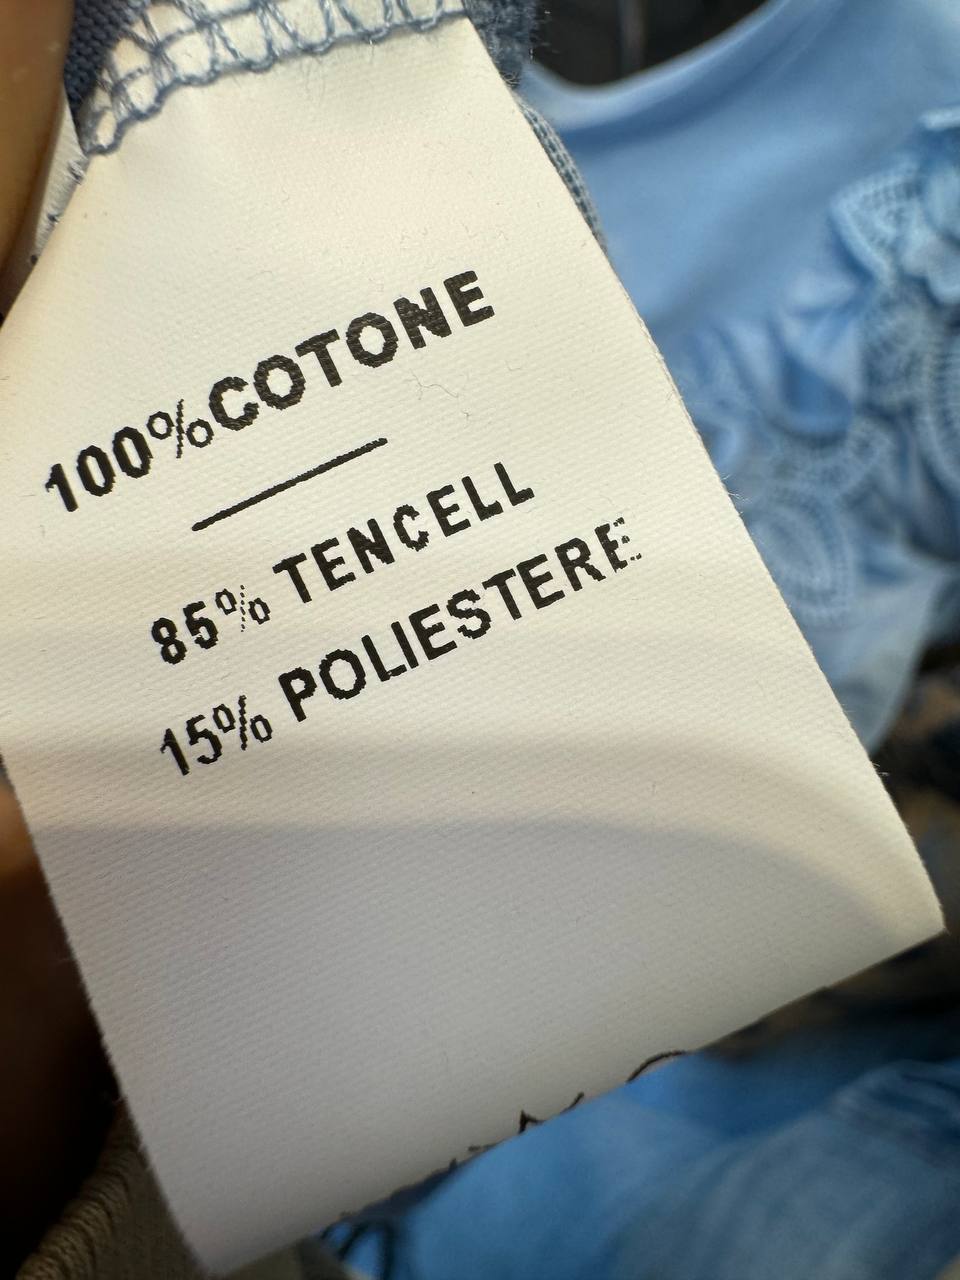 100%COTONE
85% TENCELL
15% POLIESTERE